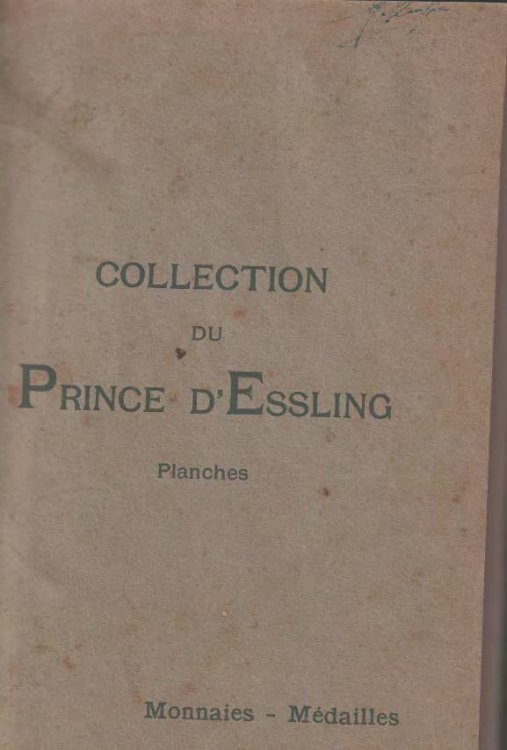 COLLECTION
DU
PRINCE D'ESSLING
Planches
Monnaies - Médailles